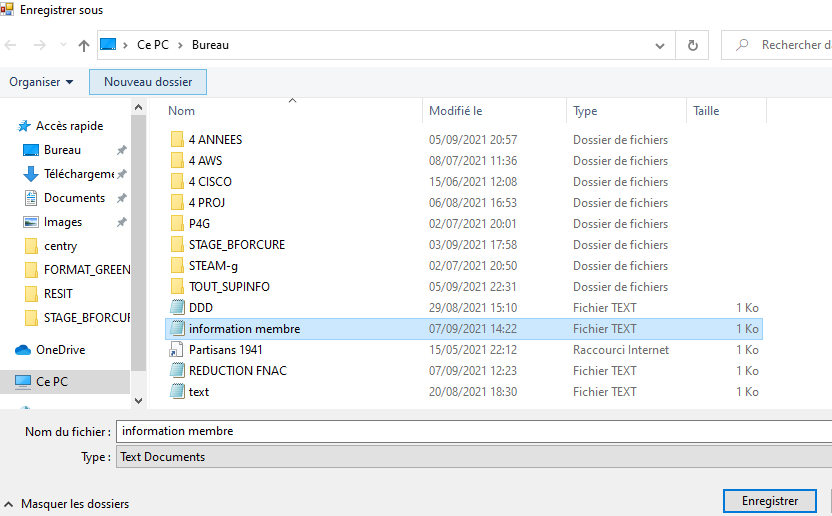 Enregistrer sous
Ce PC > Bureau
Rechercher d
Organiser Nouveau dossier
Nom Modifié le Type Taille
Accès rapide
Bureau
Téléchargeme
Documents
Images
centry
FORMAT_GREEN
RESIT
STAGE_BFORCUR
OneDrive
Ce PC
4 ANNEES 05/09/2021 20:57 Dossier de fichiers
4 AWS 08/07/2021 11:36 Dossier de fichiers
4 CISCO 15/06/2021 12:08 Dossier de fichiers
4 PROJ 06/08/2021 16:53 Dossier de fichiers
P4G 02/07/2021 20:01 Dossier de fichiers
STAGE_BFORCURE 03/09/2021 17:58 Dossier de fichiers
STEAM-g 02/07/2021 20:50 Dossier de fichiers
TOUT_SUPINFO 05/09/2021 22:31 Dossier de fichiers
DDD 29/08/2021 15:10 Fichier TEXT 1 Ko
information membre 07/09/2021 14:22 Fichier TEXT 1 Ko
Partisans 1941 15/05/2021 22:12 Raccourci Internet 1 Ko
REDUCTION FNAC 07/09/2021 12:23 Fichier TEXT 1 Ko
text 20/08/2021 18:30 Fichier TEXT 1 Ko
Nom du fichier : information membre
Type : Text Documents
Masquer les dossiers
Enregistrer